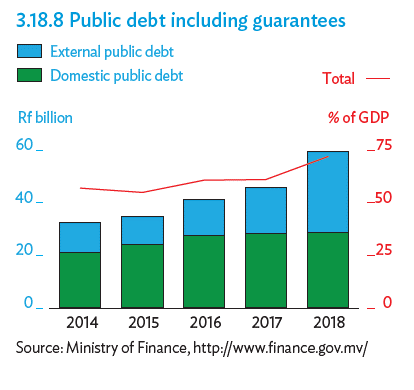 3.18.8 Public debt including guarantees
External public debt
Domestic public debt
Total
Rf billion
% of GDP
60
75
40
50
20
25
0
0
2014 2015 2016 2017 2018
Source: Ministry of Finance, http://www.finance.gov.mv/